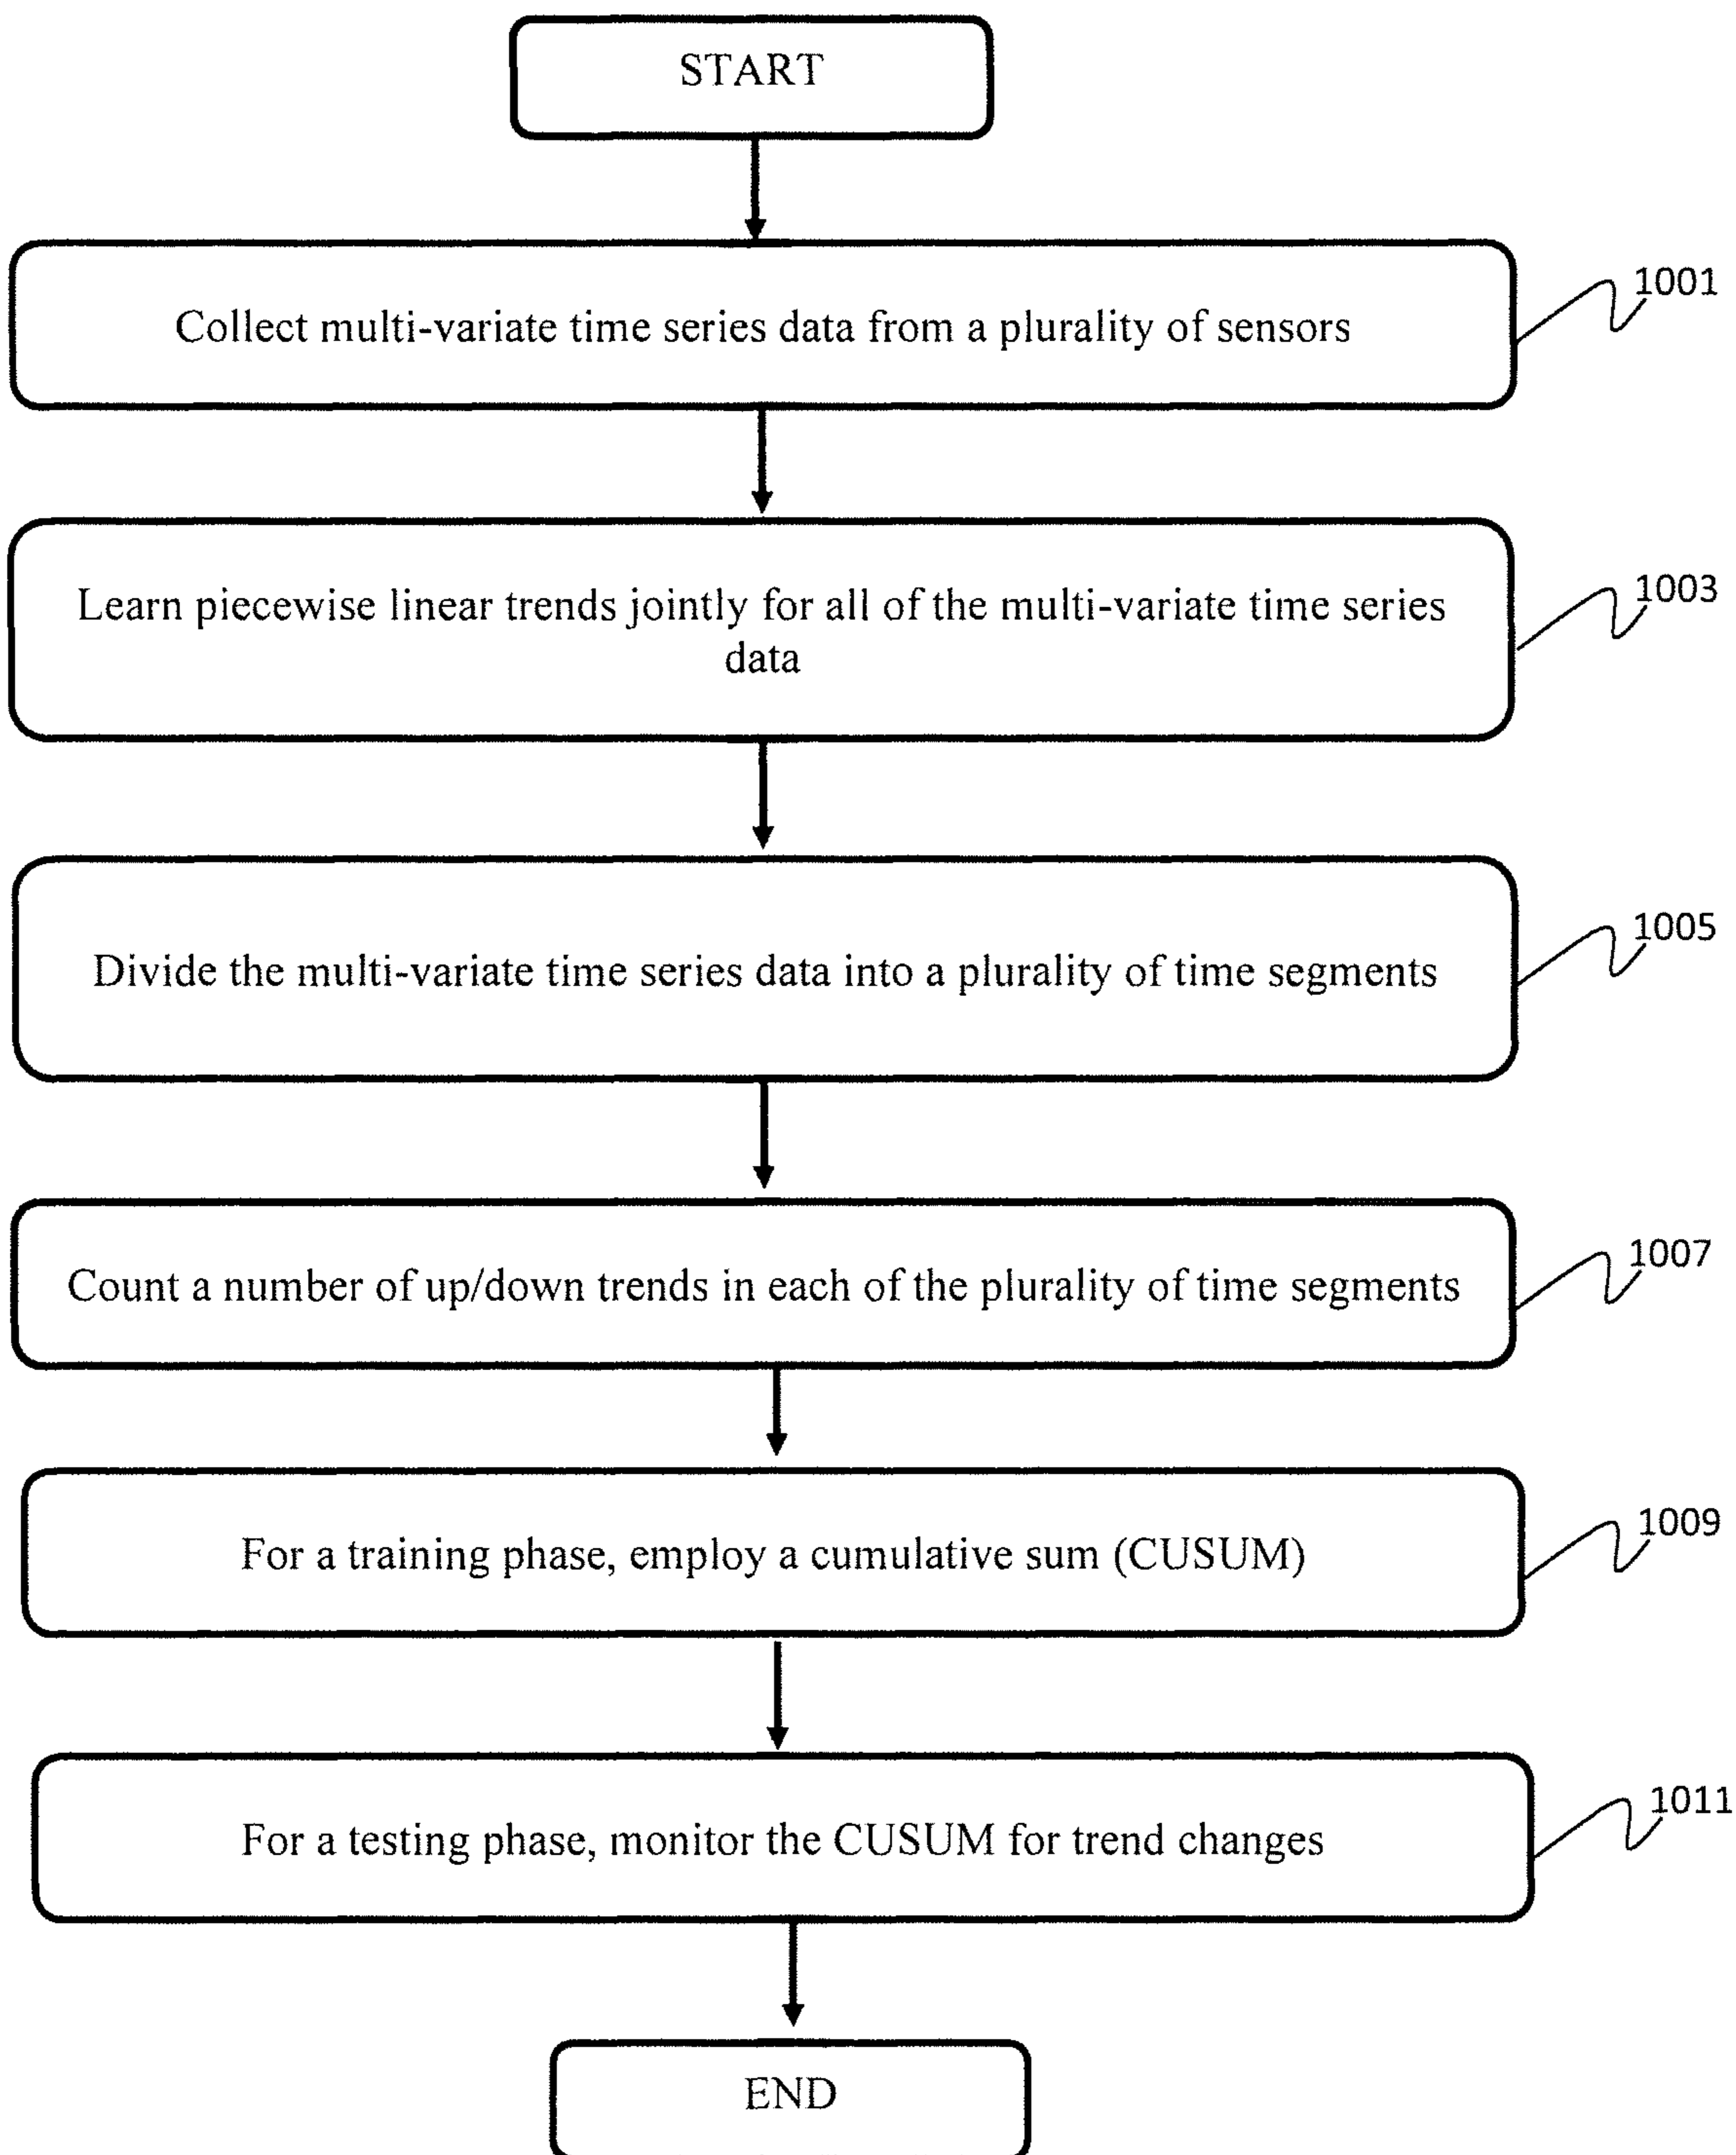 START
Collect multi-variate time series data from a plurality of sensors
1001
Learn piecewise linear trends jointly for all of the multi-variate time series
data
1003
Divide the multi-variate time series data into a plurality of time segments
1005
Count a number of up/down trends in each of the plurality of time segments
1007
For a training phase, employ a cumulative sum (CUSUM)
1009
For a testing phase, monitor the CUSUM for trend changes
1011
END